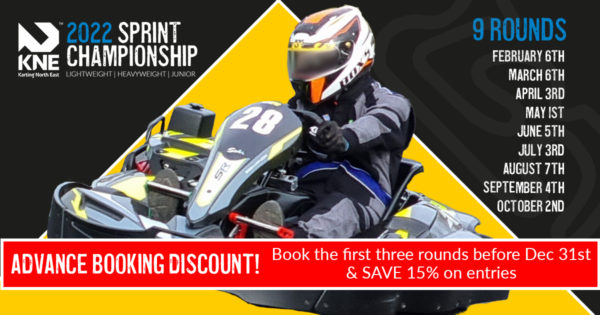 KNE
Karting North East
TM
2022 SPRINT
CHAMPIONSHIP
LIGHTWEIGHT | HEAVYWEIGHT | JUNIOR
9 ROUNDS
FEBRUARY 6TH
MARCH 6TH
APRIL 3RD
MAY 1ST
JUNE 5TH
JULY 3RD
AUGUST 7TH
SEPTEMBER 4TH
OCTOBER 2ND
28
SR
ADVANCE BOOKING DISCOUNT!
Book the first three rounds before Dec 31st
& SAVE 15% on entries